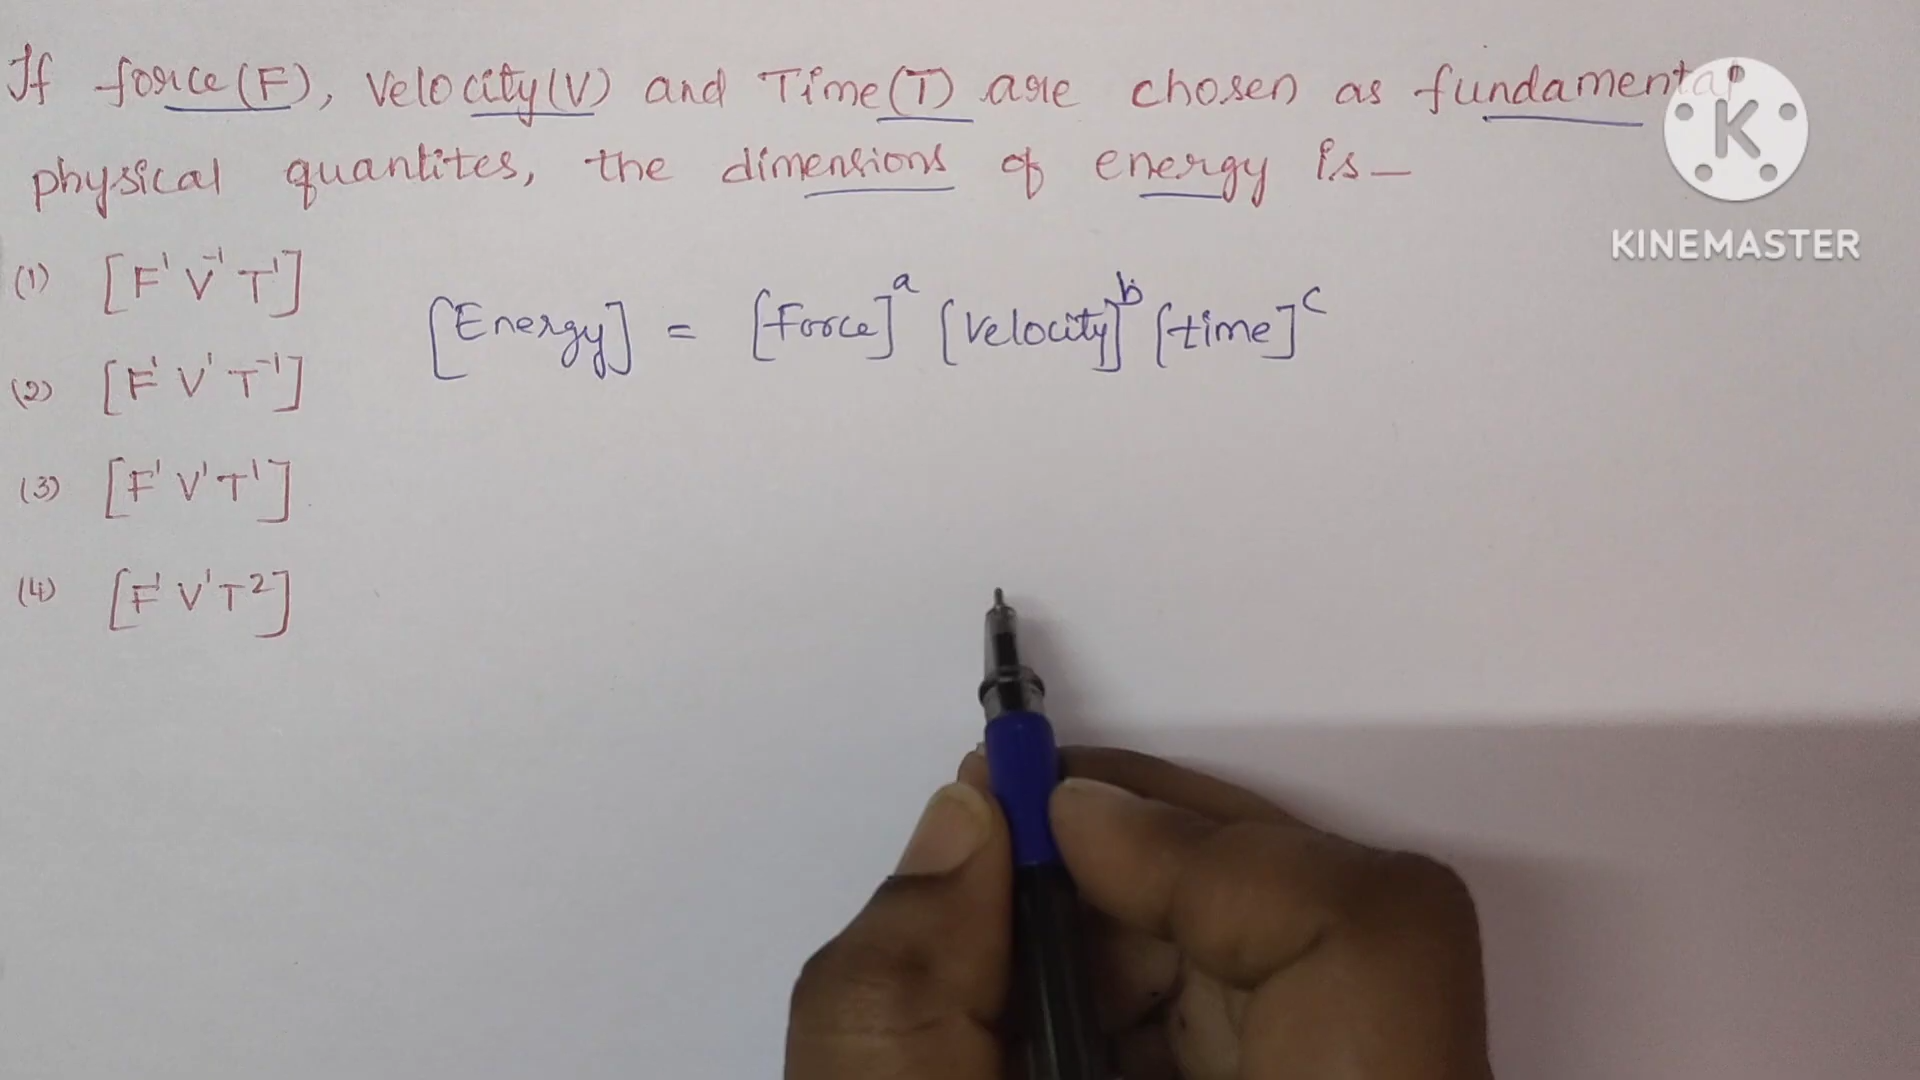 If force(F), Velocity(V) and Time(T) are chosen as fundamental
physical quantites, the dimensions of energy is—
(1) [F¹ V⁻¹ T¹]
[Energy] = [Force]ᵃ [Velocity]ᵇ [time]ᶜ
(2) [F¹ V¹ T⁻¹]
(3) [F¹ V¹ T¹]
(4) [F¹ V¹ T²]
K
KINEMASTER